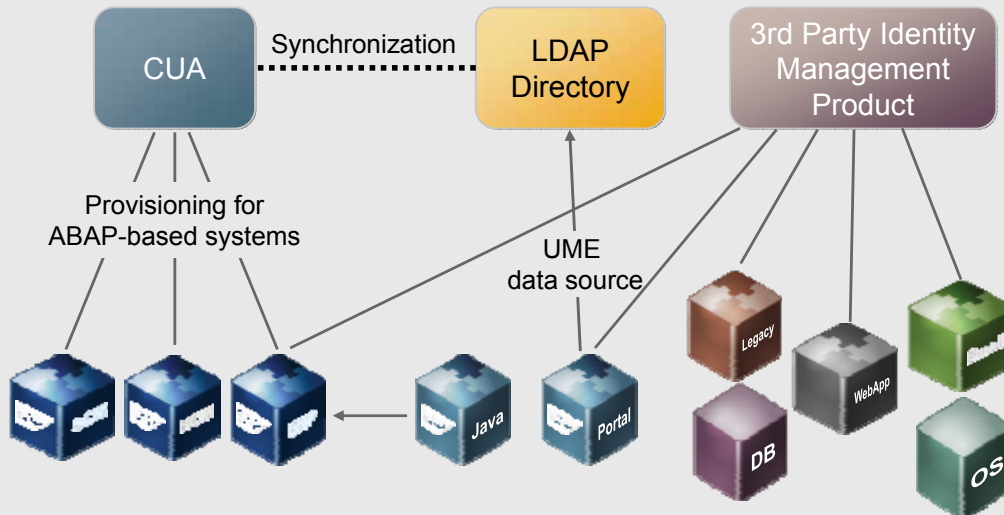 CUA
Synchronization
LDAP
Directory
3rd Party Identity
Management
Product
Provisioning for
ABAP-based systems
UME
data source
Legacy
WebApp
Java
Portal
DB
OS